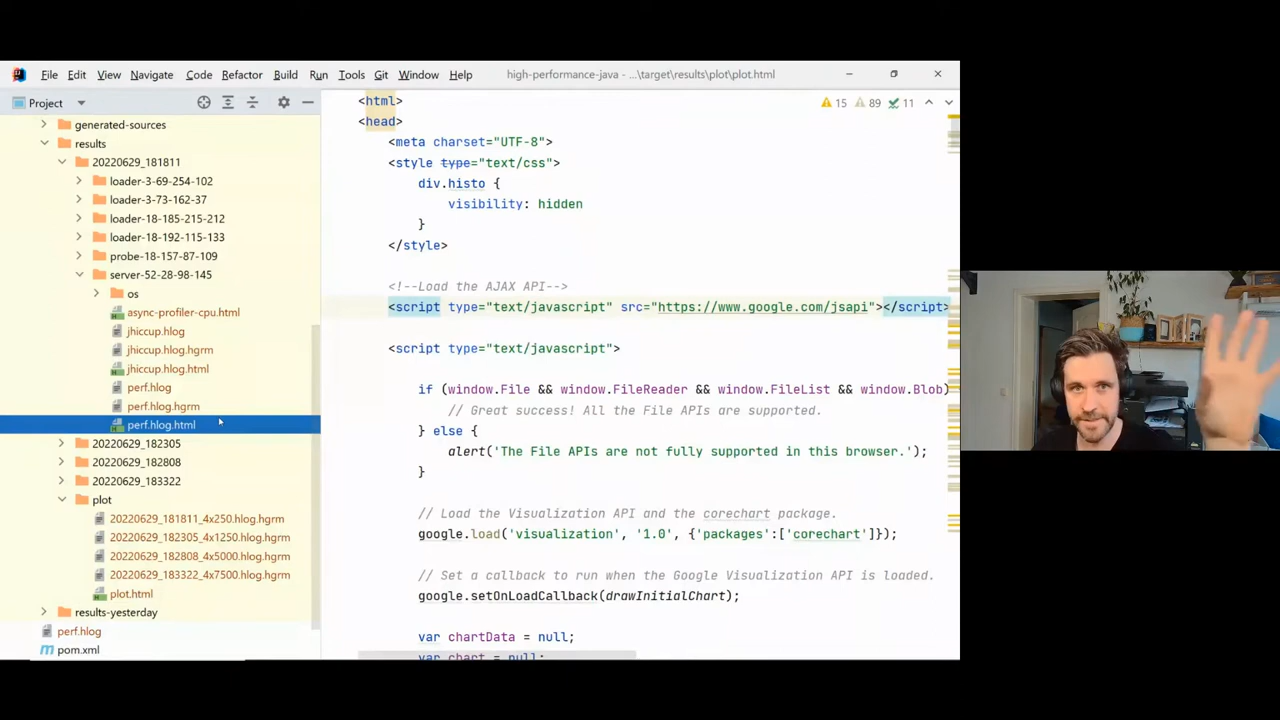 File Edit View Navigate Code Refactor Build Run Tools Git Window Help high-performance-java - ...\target\results\plot\plot.html
Project
15 89 11
generated-sources
results
20220629_181811
loader-3-69-254-102
loader-3-73-162-37
loader-18-185-215-212
loader-18-192-115-133
probe-18-157-87-109
server-52-28-98-145
os
async-profiler-cpu.html
jhiccup.hlog
jhiccup.hlog.hgrm
jhiccup.hlog.html
perf.hlog
perf.hlog.hgrm
perf.hlog.html
20220629_182305
20220629_182808
20220629_183322
plot
20220629_181811_4x250.hlog.hgrm
20220629_182305_4x1250.hlog.hgrm
20220629_182808_4x5000.hlog.hgrm
20220629_183322_4x7500.hlog.hgrm
plot.html
results-yesterday
perf.hlog
pom.xml
<html>
<head>
<meta charset="UTF-8">
<style type="text/css">
div.histo {
visibility: hidden
}
</style>
<!--Load the AJAX API-->
<script type="text/javascript" src="https://www.google.com/jsapi"></script>
<script type="text/javascript">
if (window.File && window.FileReader && window.FileList && window.Blob)
// Great success! All the File APIs are supported.
} else {
alert('The File APIs are not fully supported in this browser.');
}
// Load the Visualization API and the corechart package.
google.load('visualization', '1.0', {'packages':['corechart']});
// Set a callback to run when the Google Visualization API is loaded.
google.setOnLoadCallback(drawInitialChart);
var chartData = null;
var chart = null;